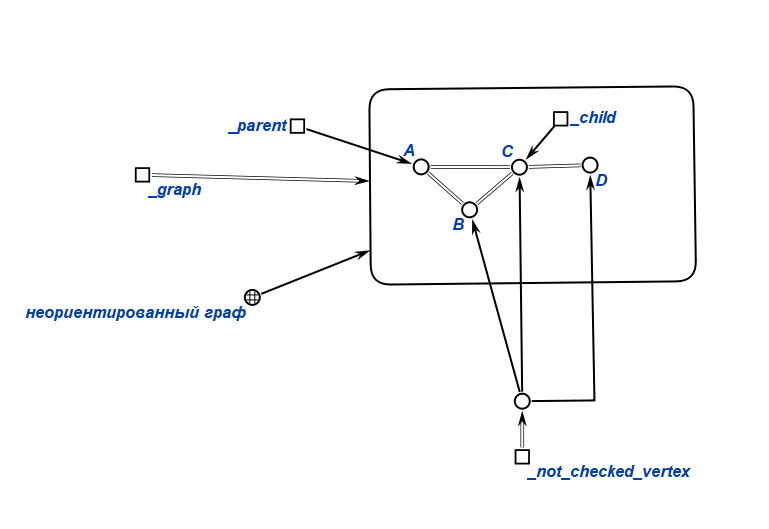 _child
_parent
A
C
D
_graph
B
неориентированный граф
_not_checked_vertex